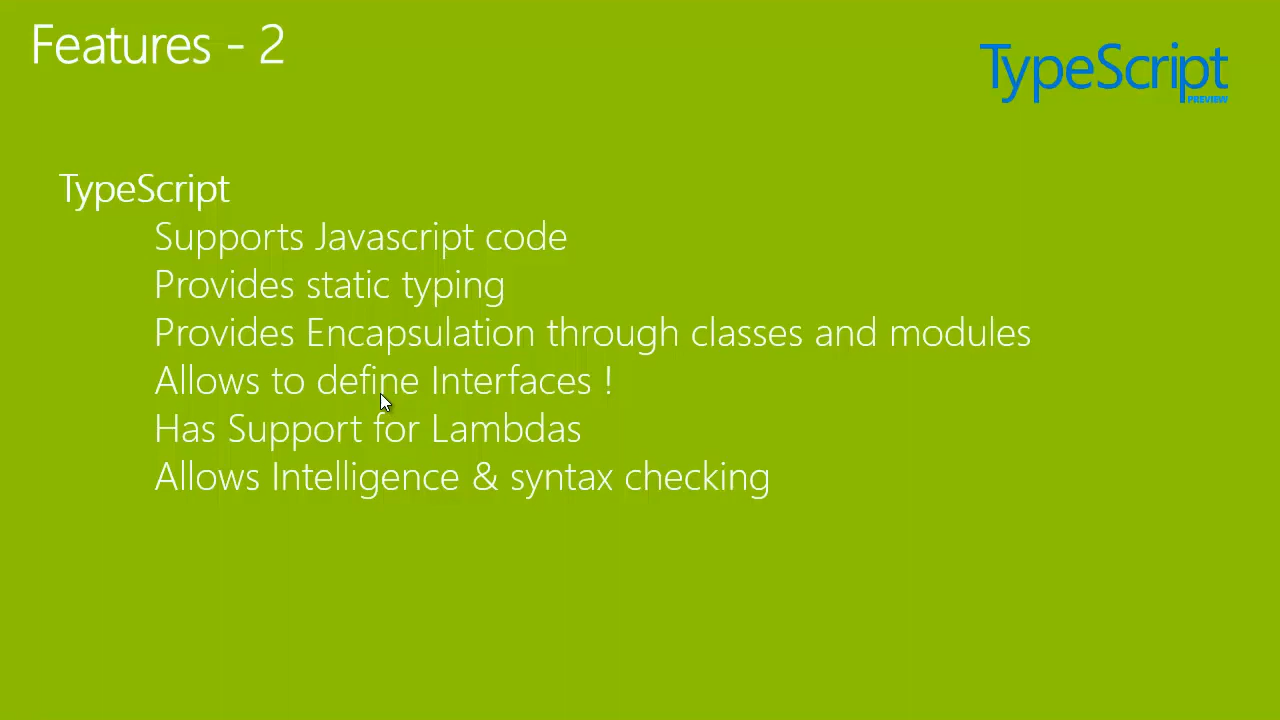 Features - 2
TypeScript
PREVIEW
TypeScript
Supports Javascript code
Provides static typing
Provides Encapsulation through classes and modules
Allows to define Interfaces !
Has Support for Lambdas
Allows Intelligence & syntax checking